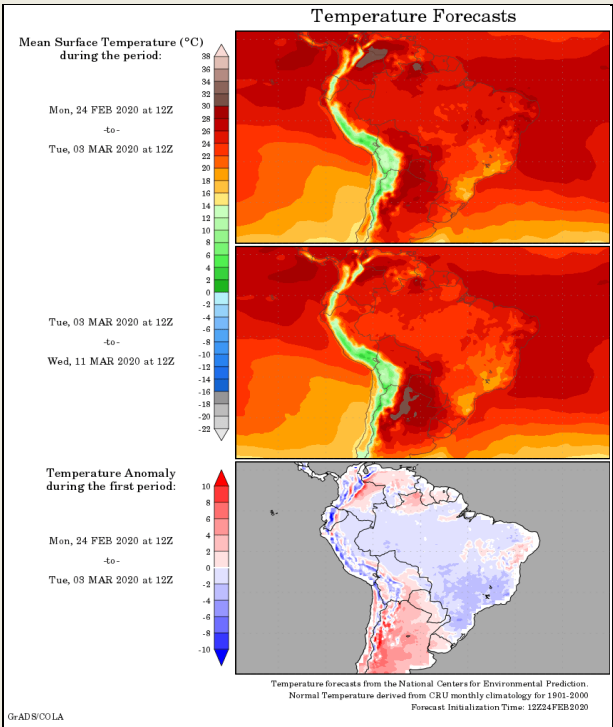 Temperature Forecasts
Mean Surface Temperature (°C)
during the period:
Mon, 24 FEB 2020 at 12Z
-to-
Tue, 03 MAR 2020 at 12Z
38
36
34
32
30
28
26
24
22
20
18
16
14
12
10
8
6
4
2
0
-2
-4
-6
-8
-10
-12
-14
-16
-18
-20
-22
Tue, 03 MAR 2020 at 12Z
-to-
Wed, 11 MAR 2020 at 12Z
Temperature Anomaly
during the first period:
Mon, 24 FEB 2020 at 12Z
-to-
Tue, 03 MAR 2020 at 12Z
10
8
6
4
2
0
-2
-4
-6
-8
-10
Temperature forecasts from the National Centers for Environmental Prediction.
Normal Temperature derived from CRU monthly climatology for 1901-2000
Forecast Initialization Time: 12Z24FEB2020
GrADS/COLA